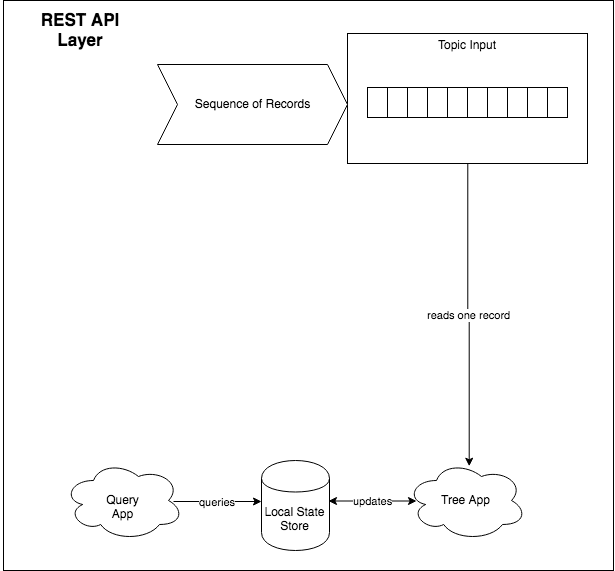 REST API
Layer
Topic Input
Sequence of Records
reads one record
Query
App
queries
Local State
Store
updates
Tree App